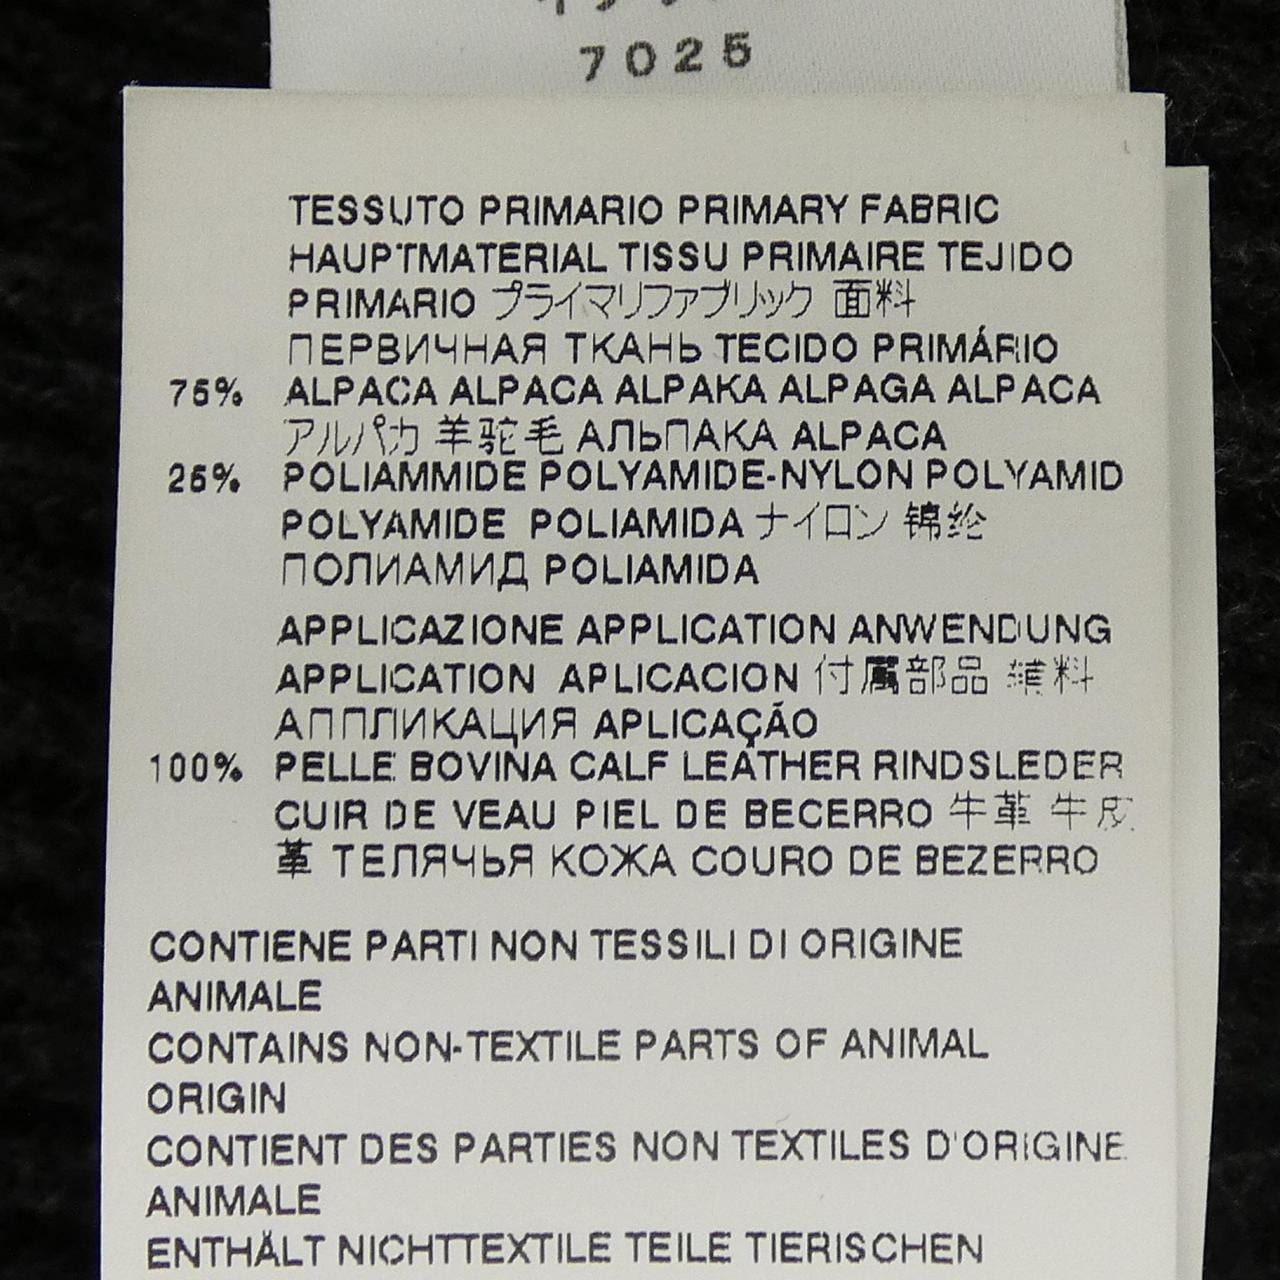 7025
TESSUTO PRIMARIO PRIMARY FABRIC
HAUPTMATERIAL TISSU PRIMAIRE TEJIDO
PRIMARIO プライマリファブリック 面料
ПЕРВИЧНАЯ ТКАНЬ TECIDO PRIMÁRIO
75% ALPACA ALPACA ALPAKA ALPAGA ALPACA
アルパカ 羊驼毛 АЛЬПАКА ALPACA
25% POLIAMMIDE POLYAMIDE-NYLON POLYAMID
POLYAMIDE POLIAMIDA ナイロン 锦纶
ПОЛИАМИД POLIAMIDA
APPLICAZIONE APPLICATION ANWENDUNG
APPLICATION APLICACION 付属部品 辅料
АППЛИКАЦИЯ APLICAÇÃO
100% PELLE BOVINA CALF LEATHER RINDSLEDER
CUIR DE VEAU PIEL DE BECERRO 牛革 牛皮
革 ТЕЛЯЧЬЯ КОЖА COURO DE BEZERRO
CONTIENE PARTI NON TESSILI DI ORIGINE
ANIMALE
CONTAINS NON-TEXTILE PARTS OF ANIMAL
ORIGIN
CONTIENT DES PARTIES NON TEXTILES D'ORIGINE
ANIMALE
ENTHÄLT NICHTTEXTILE TEILE TIERISCHEN